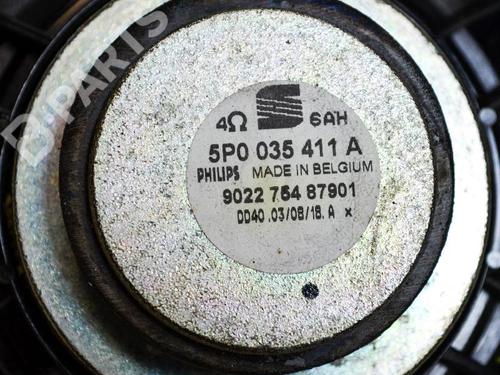 B-PARTS
4Ω 6AH
5P0 035 411 A
PHILIPS MADE IN BELGIUM
9022 754 87901
DD40 .03/08/18. A x